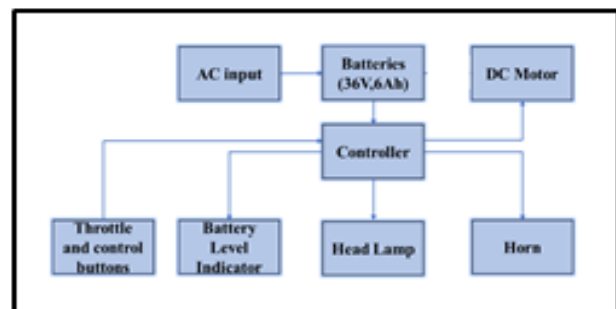 AC input
Batteries
(36V,6Ah)
DC Motor
Controller
Throttle
and control
buttons
Battery
Level
Indicator
Head Lamp
Horn